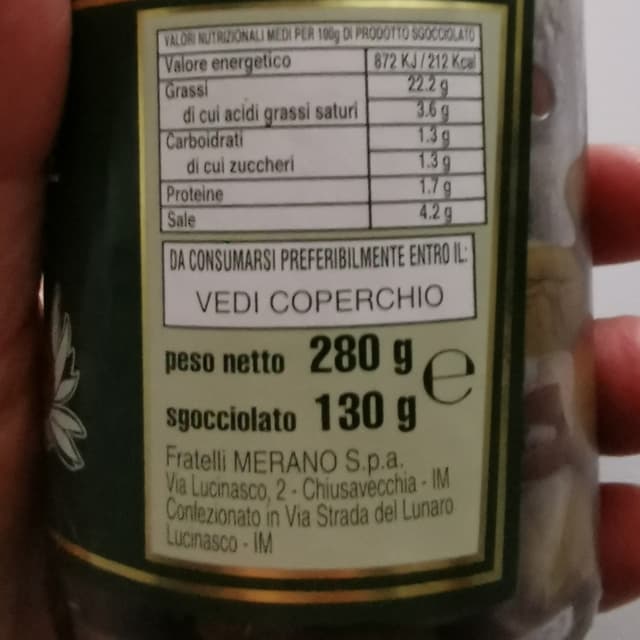 VALORI NUTRIZIONALI MEDI PER 100g DI PRODOTTO SGOCCIOLATO
Valore energetico 872 KJ / 212 Kcal
Grassi 22.2 g
di cui acidi grassi saturi 3.6 g
Carboidrati 1.3 g
di cui zuccheri 1.3 g
Proteine 1.7 g
Sale 4.2 g
DA CONSUMARSI PREFERIBILMENTE ENTRO IL:
VEDI COPERCHIO
peso netto 280 g ℮
sgocciolato 130 g
Fratelli MERANO S.p.a.
Via Lucinasco, 2 - Chiusavecchia - IM
Confezionato in Via Strada del Lunaro
Lucinasco - IM